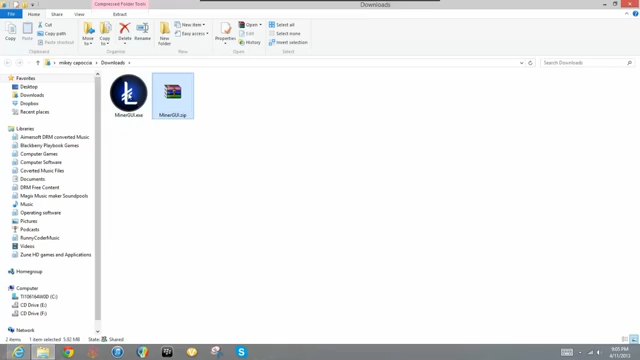 Compressed Folder Tools
Downloads
File
Home
Share
View
Extract
Copy
Paste
Cut
Copy path
Move to
Copy to
Delete
Rename
New folder
New item
Easy access
Properties
Open
Edit
History
Select all
Select none
Invert selection
Clipboard
Organize
New
Open
Select
mikey capoccia
Downloads
Search Downloads
Favorites
Desktop
Downloads
Dropbox
Recent places
Libraries
Aimersoft DRM converted Music
Blackberry Playbook Games
Computer Games
Computer Software
Coverted Music Files
Documents
DRM Free Content
Magix Music maker Soundpools
Music
Operating software
Pictures
Podcasts
RunnyCoderMusic
Videos
Zune HD games and Applications
Homegroup
Computer
TI106164W0D (C:)
CD Drive (E:)
CD Drive (F:)
Network
MinerGUI.exe
MinerGUI.zip
2 items
1 item selected 5.02 MB
State:
Shared
9:05 PM
4/11/2013